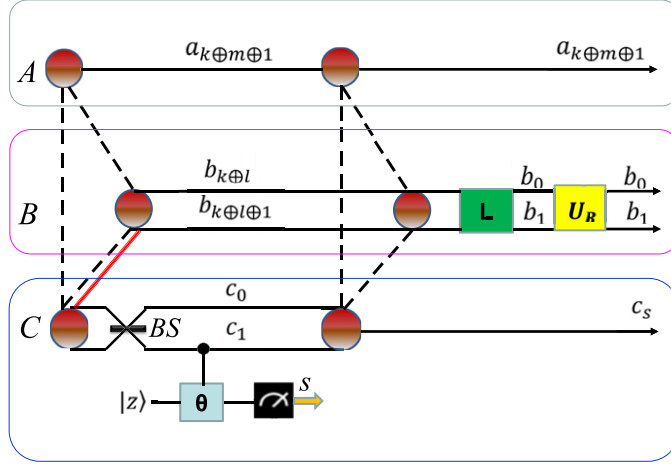 A a_{k⊕m⊕1} a_{k⊕m⊕1}
b_{k⊕l} b_0 b_0
B b_{k⊕l⊕1} L b_1 U_R b_1
c_0
C BS c_1 c_s
|z⟩ θ s